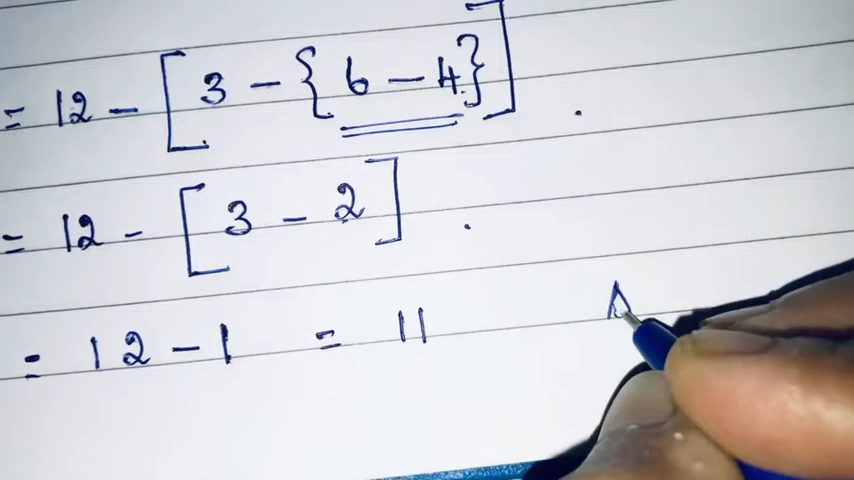 = 12 - [3 - {6 - 4}]
= 12 - [3 - 2]
= 12 - 1 = 11 A